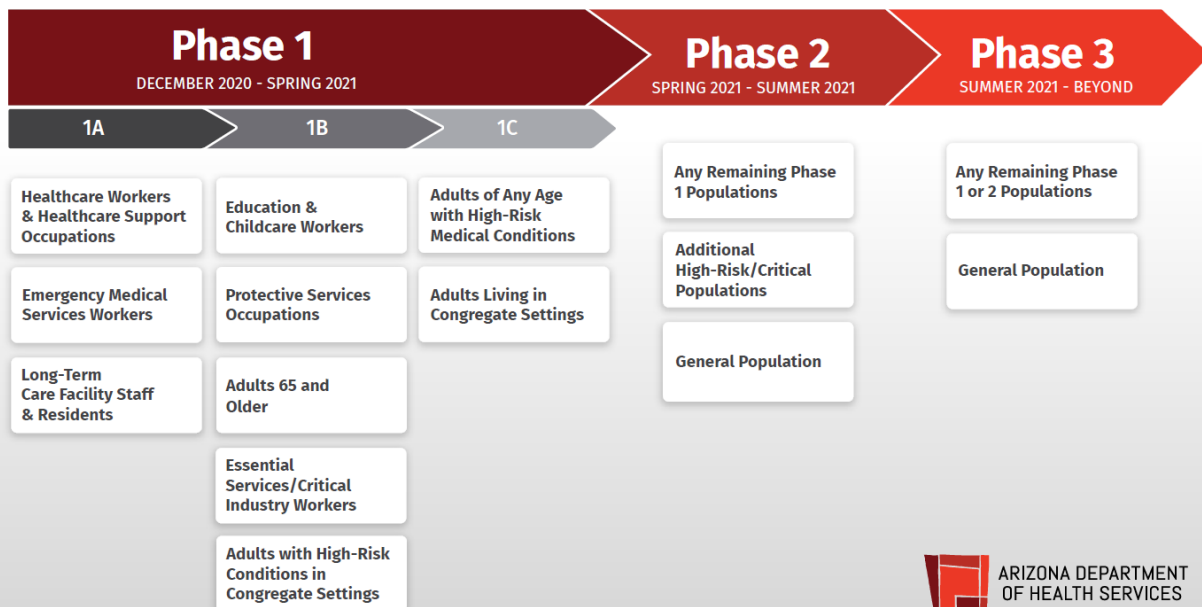 Phase 1
DECEMBER 2020 - SPRING 2021
Phase 2
SPRING 2021 - SUMMER 2021
Phase 3
SUMMER 2021 - BEYOND
1A
1B
1C
Healthcare Workers
& Healthcare Support
Occupations
Emergency Medical
Services Workers
Long-Term
Care Facility Staff
& Residents
Education &
Childcare Workers
Protective Services
Occupations
Adults 65 and
Older
Essential
Services/Critical
Industry Workers
Adults with High-Risk
Conditions in
Congregate Settings
Adults of Any Age
with High-Risk
Medical Conditions
Adults Living in
Congregate Settings
Any Remaining Phase
1 Populations
Additional
High-Risk/Critical
Populations
General Population
Any Remaining Phase
1 or 2 Populations
General Population
ARIZONA DEPARTMENT
OF HEALTH SERVICES